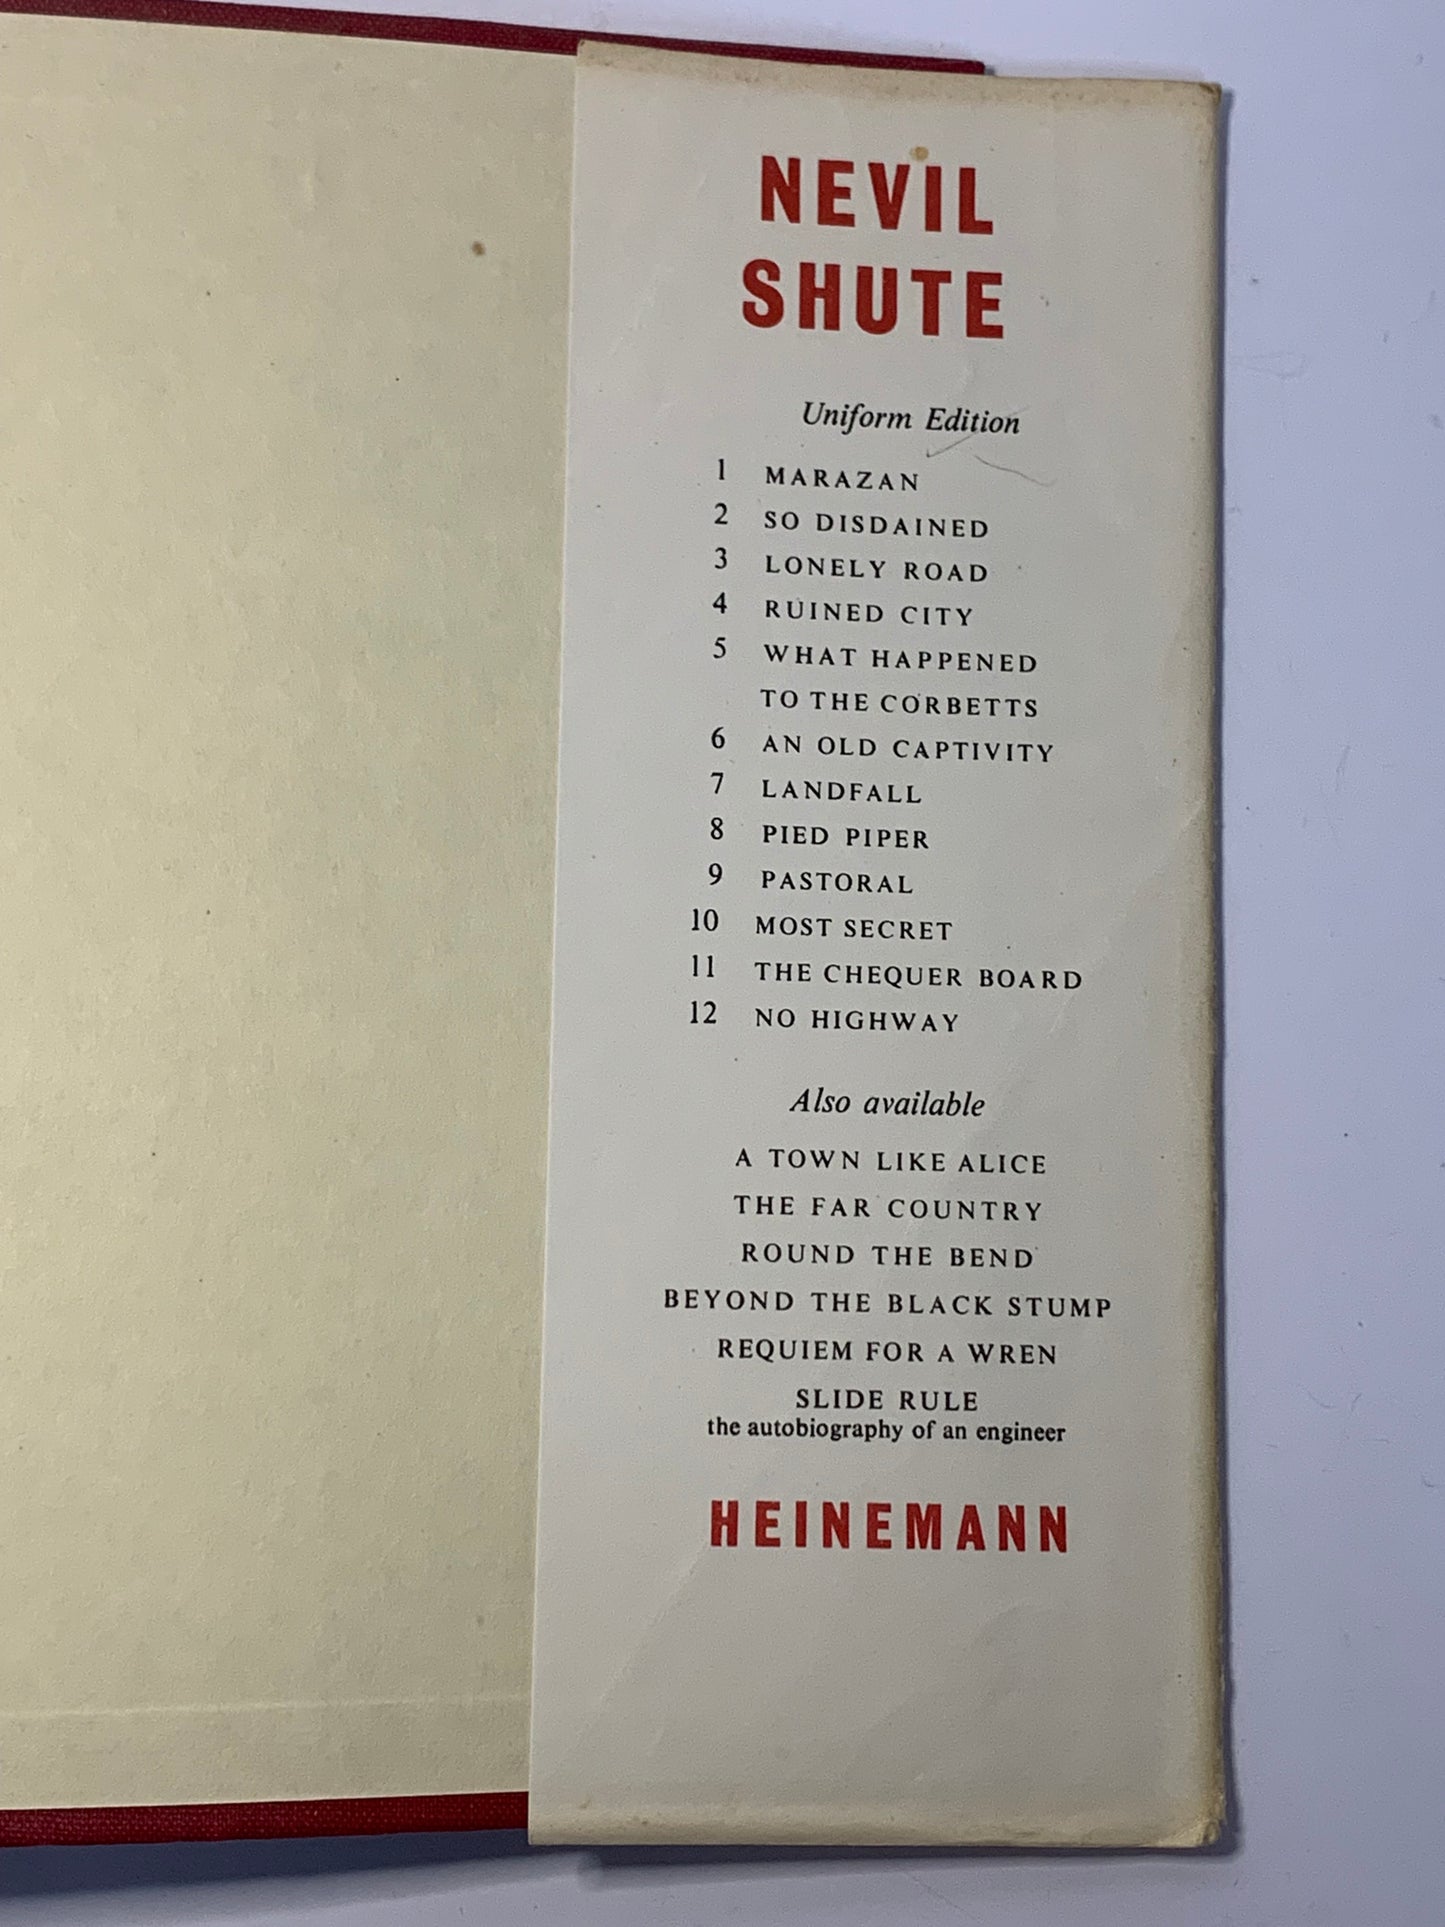 NEVIL
SHUTE
Uniform Edition
1 MARAZAN
2 SO DISDAINED
3 LONELY ROAD
4 RUINED CITY
5 WHAT HAPPENED
TO THE CORBETTS
6 AN OLD CAPTIVITY
7 LANDFALL
8 PIED PIPER
9 PASTORAL
10 MOST SECRET
11 THE CHEQUER BOARD
12 NO HIGHWAY
Also available
A TOWN LIKE ALICE
THE FAR COUNTRY
ROUND THE BEND
BEYOND THE BLACK STUMP
REQUIEM FOR A WREN
SLIDE RULE
the autobiography of an engineer
HEINEMANN